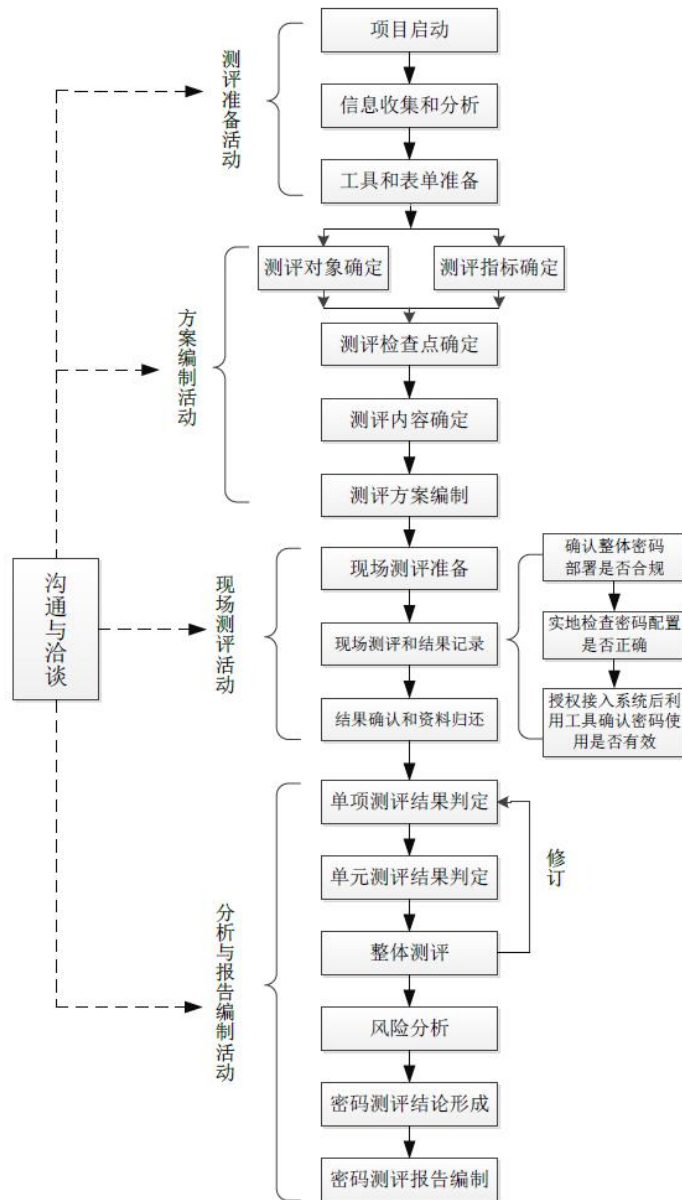 项目启动
信息收集和分析
工具和表单准备
测评准备活动
测评对象确定
测评指标确定
测评检查点确定
测评内容确定
测评方案编制
方案编制活动
沟通与洽谈
现场测评准备
现场测评和结果记录
结果确认和资料归还
现场测评活动
确认整体密码
部署是否合规
实地检查密码配置
是否正确
授权接入系统后利
用工具确认密码使
用是否有效
单项测评结果判定
单元测评结果判定
整体测评
修订
风险分析
密码测评结论形成
密码测评报告编制
分析与报告编制活动